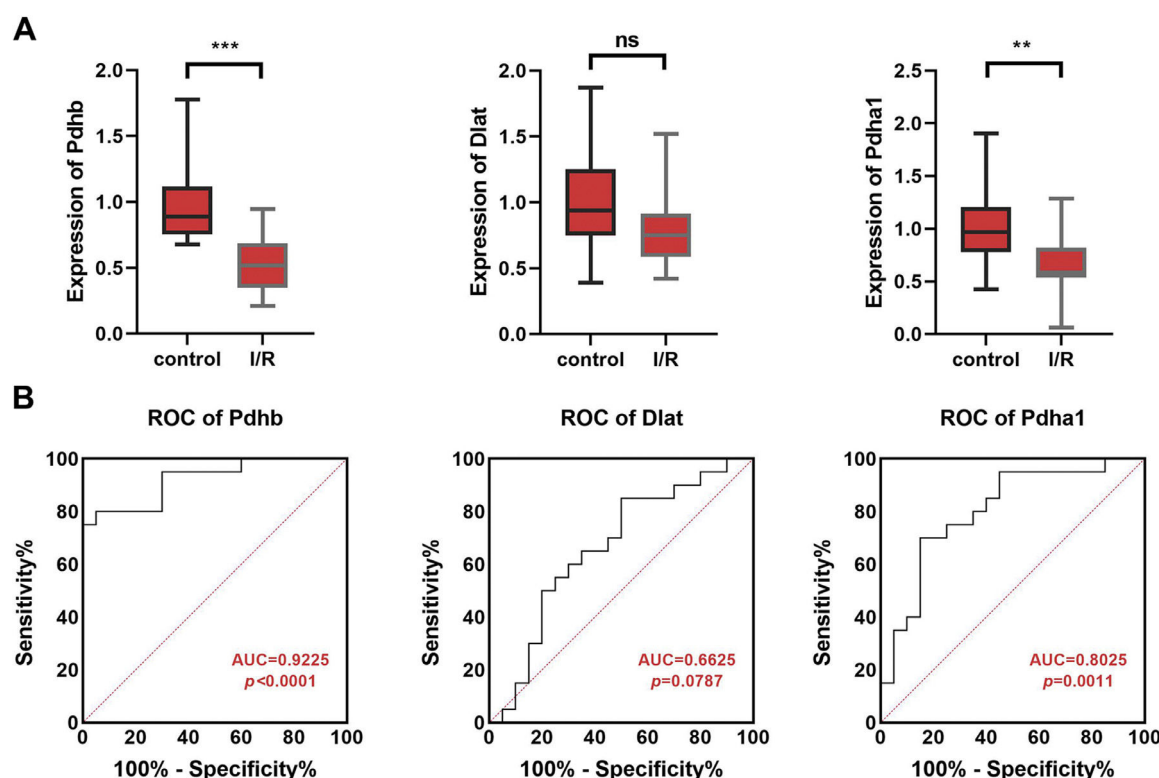 A
***
Expression of Pdhb
2.0
1.5
1.0
0.5
0.0
control I/R
ns
Expression of Dlat
2.0
1.5
1.0
0.5
0.0
control I/R
**
Expression of Pdha1
2.5
2.0
1.5
1.0
0.5
0.0
control I/R
B
ROC of Pdhb
Sensitivity%
100
80
60
40
20
0
AUC=0.9225
p<0.0001
0 20 40 60 80 100
100% - Specificity%
ROC of Dlat
Sensitivity%
100
80
60
40
20
0
AUC=0.6625
p=0.0787
0 20 40 60 80 100
100% - Specificity%
ROC of Pdha1
Sensitivity%
100
80
60
40
20
0
AUC=0.8025
p=0.0011
0 20 40 60 80 100
100% - Specificity%